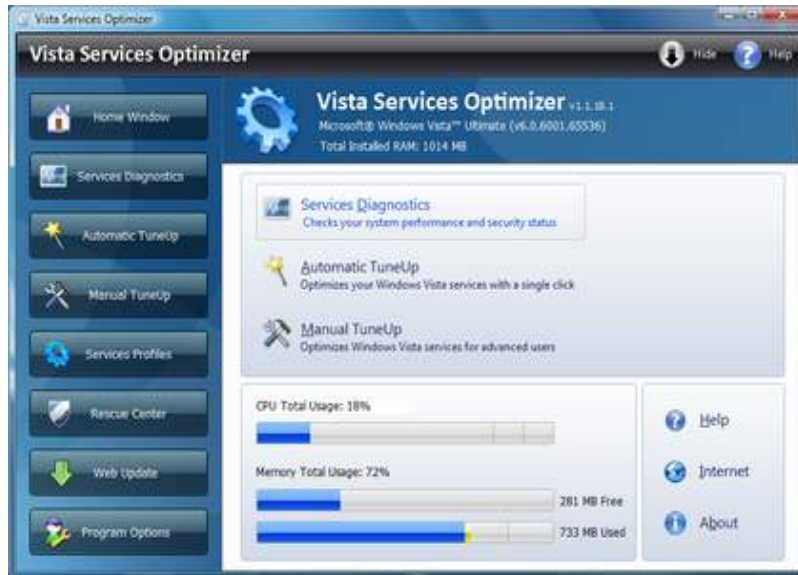 Vista Services Optimizer
Vista Services Optimizer
Hide
Help
Home Window
Services Diagnostics
Automatic TuneUp
Manual TuneUp
Services Profiles
Rescue Center
Web Update
Program Options
Vista Services Optimizer v1.1.18.1
Microsoft® Windows Vista™ Ultimate (v6.0.6001.65536)
Total Installed RAM: 1014 MB
Services Diagnostics
Checks your system performance and security status
Automatic TuneUp
Optimizes your Windows Vista services with a single click
Manual TuneUp
Optimizes Windows Vista services for advanced users
CPU Total Usage: 18%
Memory Total Usage: 72%
281 MB Free
733 MB Used
Help
Internet
About